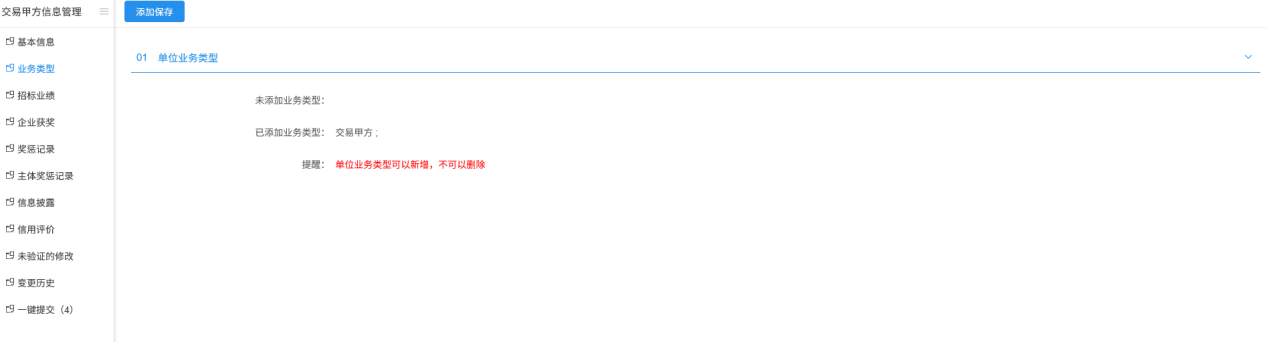 交易甲方信息管理
添加保存
基本信息
业务类型
招标业绩
企业获奖
奖惩记录
主体奖惩记录
信息披露
信用评价
未验证的修改
变更历史
一键提交（4）
01 单位业务类型
未添加业务类型：
已添加业务类型： 交易甲方 ;
提醒： 单位业务类型可以新增，不可以删除